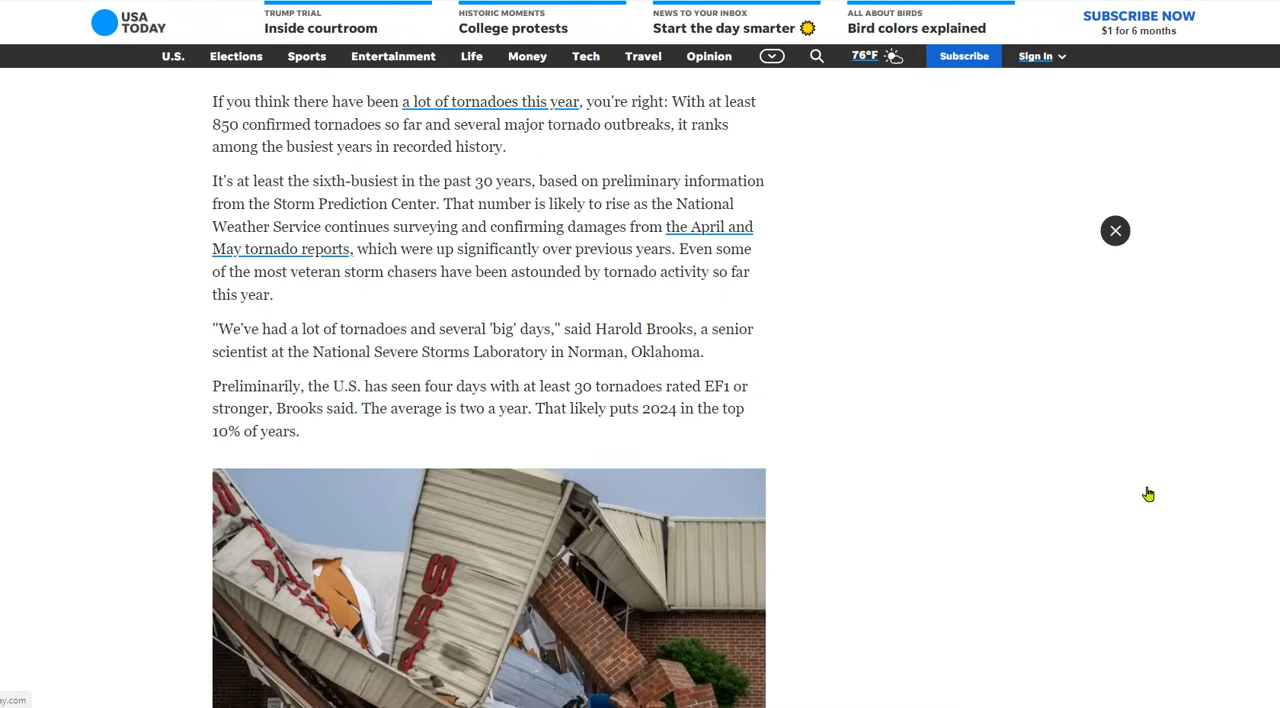 USA TODAY
TRUMP TRIAL
Inside courtroom
HISTORIC MOMENTS
College protests
NEWS TO YOUR INBOX
Start the day smarter
ALL ABOUT BIRDS
Bird colors explained
SUBSCRIBE NOW
$1 for 6 months
U.S. Elections Sports Entertainment Life Money Tech Travel Opinion 76°F Subscribe Sign In
If you think there have been a lot of tornadoes this year, you're right: With at least
850 confirmed tornadoes so far and several major tornado outbreaks, it ranks
among the busiest years in recorded history.
It's at least the sixth-busiest in the past 30 years, based on preliminary information
from the Storm Prediction Center. That number is likely to rise as the National
Weather Service continues surveying and confirming damages from the April and
May tornado reports, which were up significantly over previous years. Even some
of the most veteran storm chasers have been astounded by tornado activity so far
this year.
"We've had a lot of tornadoes and several 'big' days," said Harold Brooks, a senior
scientist at the National Severe Storms Laboratory in Norman, Oklahoma.
Preliminarily, the U.S. has seen four days with at least 30 tornadoes rated EF1 or
stronger, Brooks said. The average is two a year. That likely puts 2024 in the top
10% of years.
ay.com